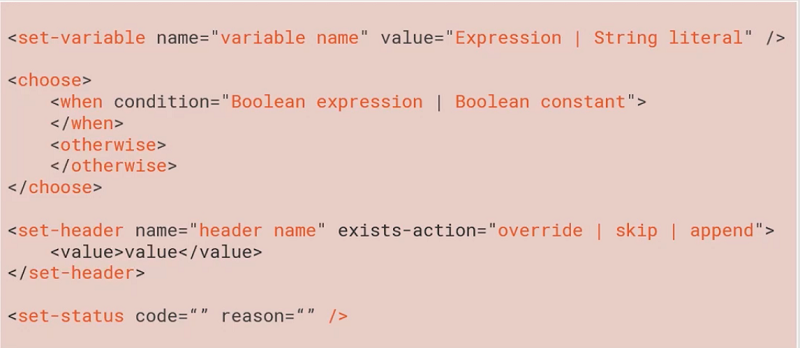 <set-variable name="variable name" value="Expression | String literal" />
<choose>
<when condition="Boolean expression | Boolean constant">
</when>
<otherwise>
</otherwise>
</choose>
<set-header name="header name" exists-action="override | skip | append">
<value>value</value>
</set-header>
<set-status code=“” reason=“” />